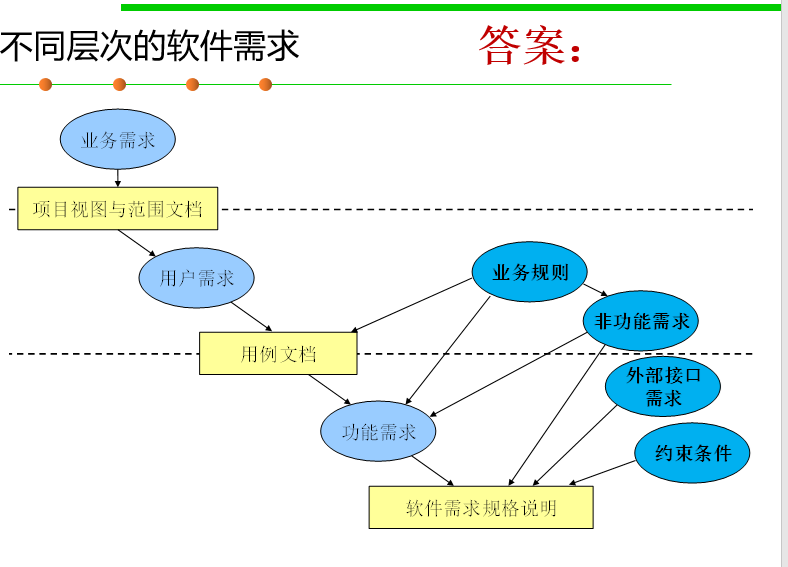 不同层次的软件需求
答案：
业务需求
项目视图与范围文档
用户需求
业务规则
非功能需求
用例文档
外部接口
需求
功能需求
约束条件
软件需求规格说明